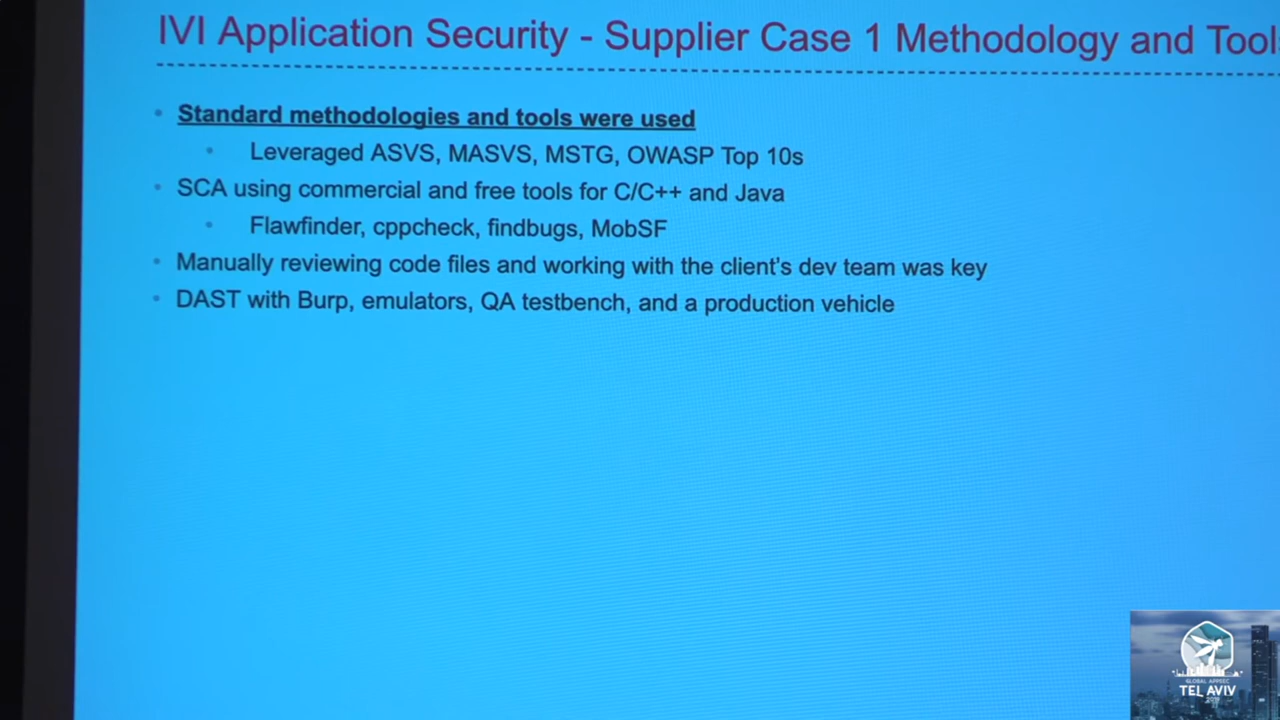 IVI Application Security - Supplier Case 1 Methodology and Tool
• Standard methodologies and tools were used
• Leveraged ASVS, MASVS, MSTG, OWASP Top 10s
• SCA using commercial and free tools for C/C++ and Java
• Flawfinder, cppcheck, findbugs, MobSF
• Manually reviewing code files and working with the client's dev team was key
• DAST with Burp, emulators, QA testbench, and a production vehicle
GLOBAL APPSEC
TEL AVIV